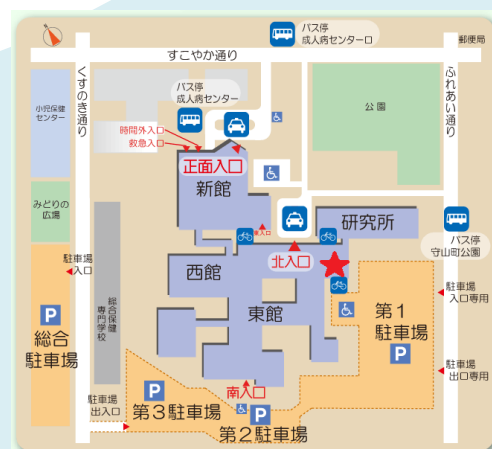 バス停
成人病センター口
郵便局
すこやか通り
バス停
成人病センター
くすのき通り
ふれあい通り
小児保健
センター
公園
時間外入口
救急入口
正面入口
新館
みどりの
広場
研究所
東入口
バス停
守山町公園
駐車場
入口
北入口
西館
総合保健
専門学校
駐車場
入口専用
P
総合
駐車場
東館
第1
駐車場
P
駐車場
出口専用
南入口
駐車場
出入口
P
第3駐車場
P
第2駐車場